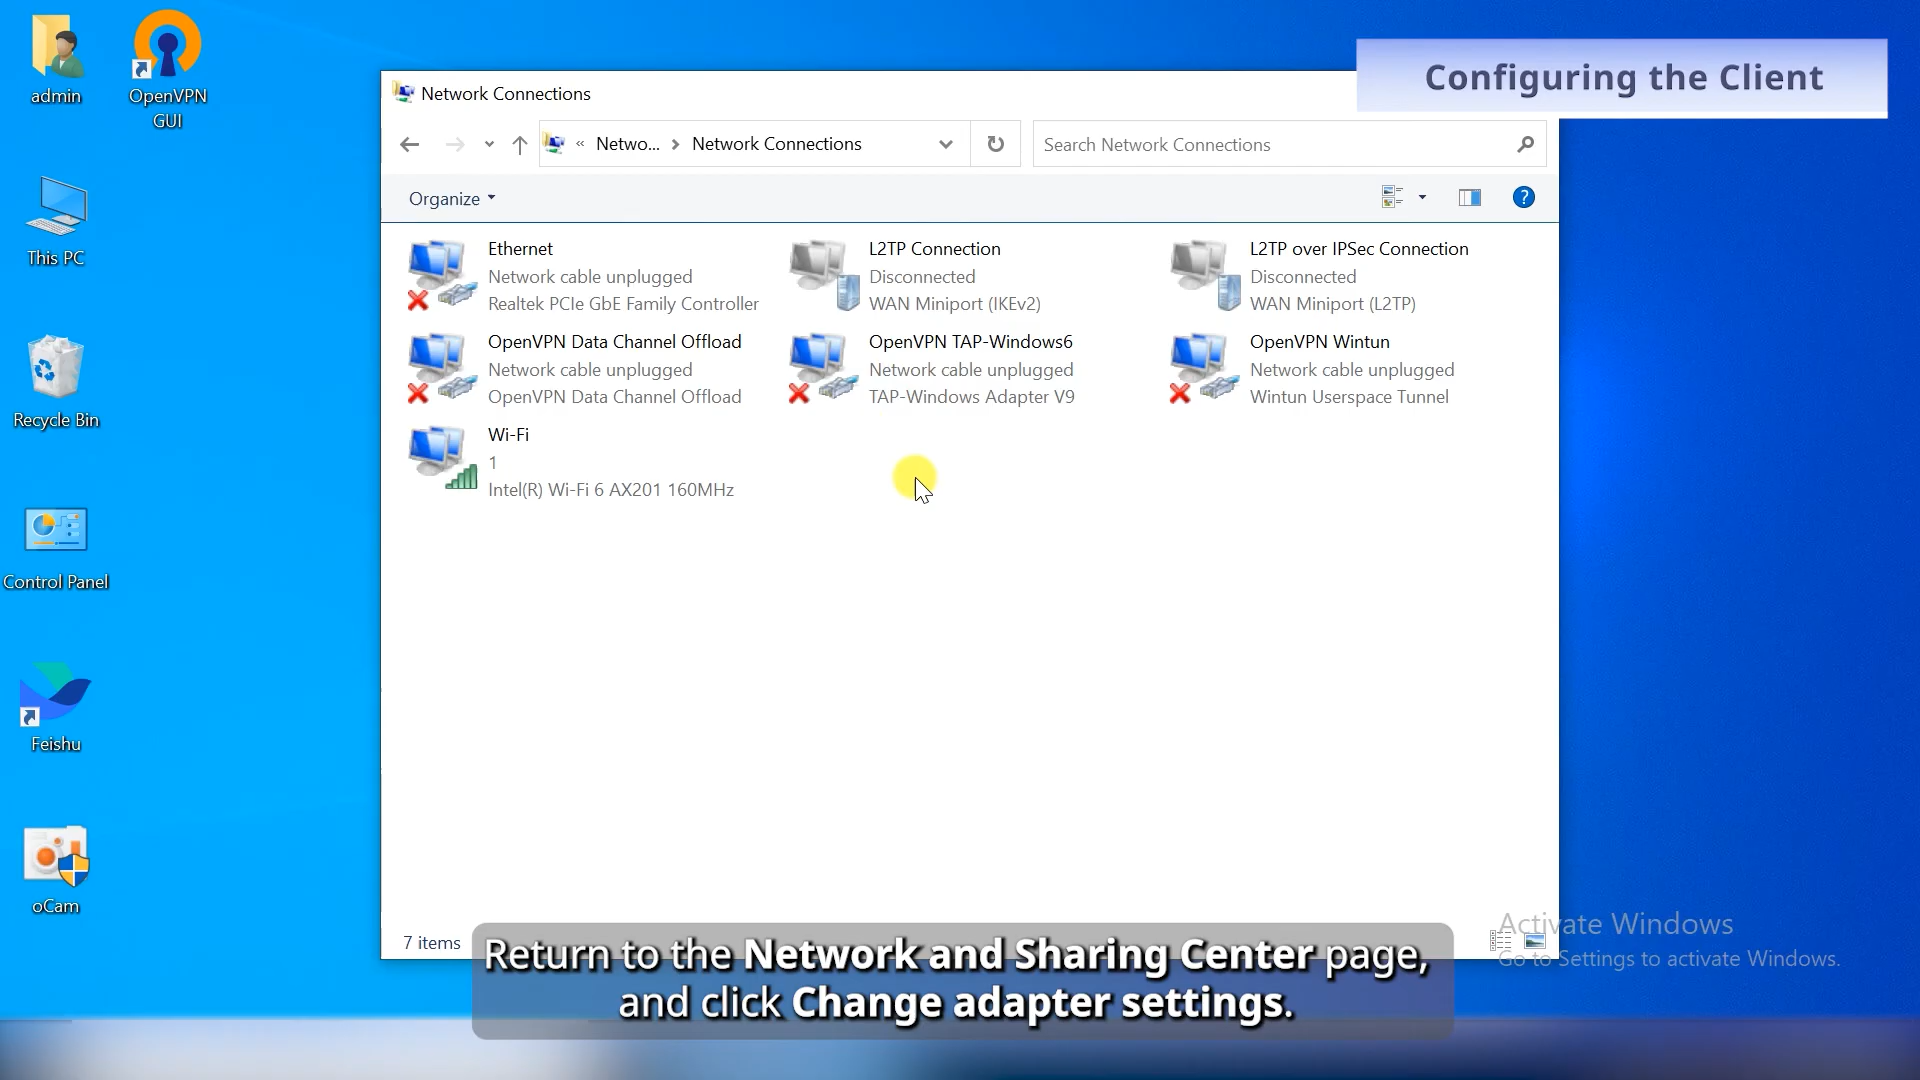 admin
OpenVPN
GUI
This PC
Recycle Bin
Control Panel
Feishu
oCam
Configuring the Client
Network Connections
« Netwo... > Network Connections
Search Network Connections
Organize
?
Ethernet
Network cable unplugged
Realtek PCIe GbE Family Controller
L2TP Connection
Disconnected
WAN Miniport (IKEv2)
L2TP over IPSec Connection
Disconnected
WAN Miniport (L2TP)
OpenVPN Data Channel Offload
Network cable unplugged
OpenVPN Data Channel Offload
OpenVPN TAP-Windows6
Network cable unplugged
TAP-Windows Adapter V9
OpenVPN Wintun
Network cable unplugged
Wintun Userspace Tunnel
Wi-Fi
1
Intel(R) Wi-Fi 6 AX201 160MHz
7 items
Activate Windows
Go to Settings to activate Windows.
Return to the Network and Sharing Center page,
and click Change adapter settings.